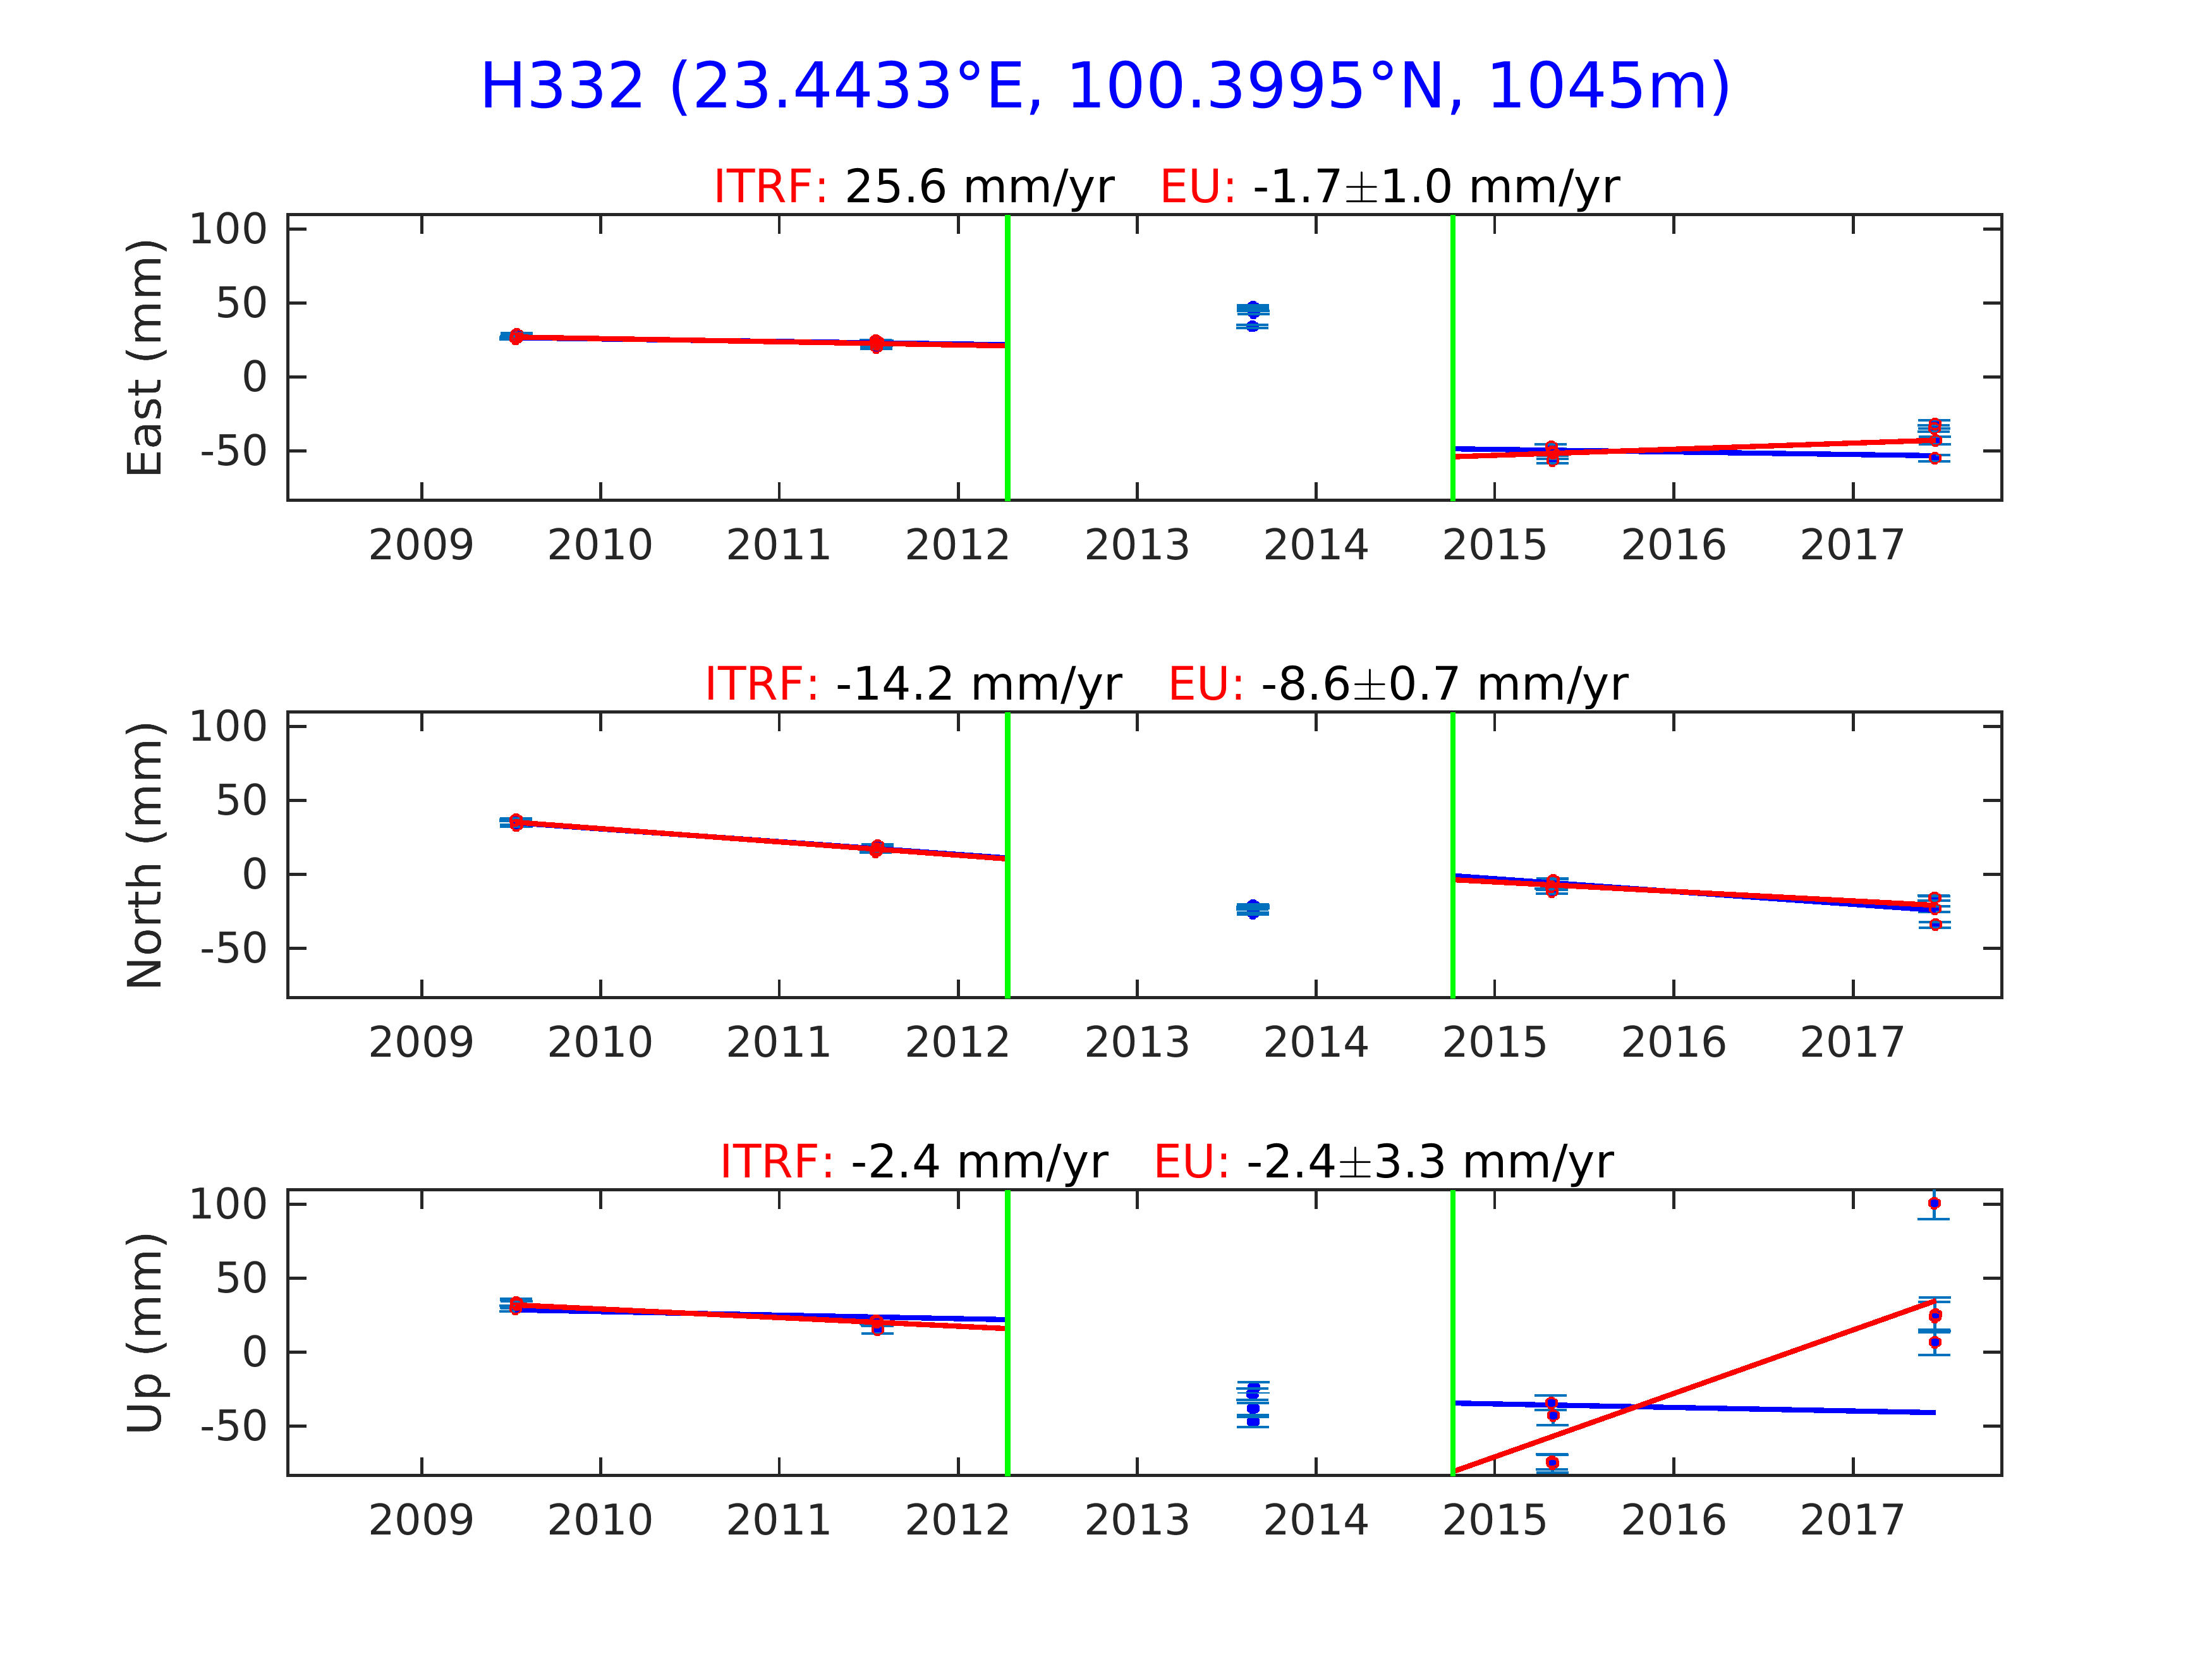 H332 (23.4433°E, 100.3995°N, 1045m)
ITRF: 25.6 mm/yr EU: -1.7±1.0 mm/yr
100
50
0
-50
East (mm)
2009 2010 2011 2012 2013 2014 2015 2016 2017
ITRF: -14.2 mm/yr EU: -8.6±0.7 mm/yr
100
50
0
-50
North (mm)
2009 2010 2011 2012 2013 2014 2015 2016 2017
ITRF: -2.4 mm/yr EU: -2.4±3.3 mm/yr
100
50
0
-50
Up (mm)
2009 2010 2011 2012 2013 2014 2015 2016 2017